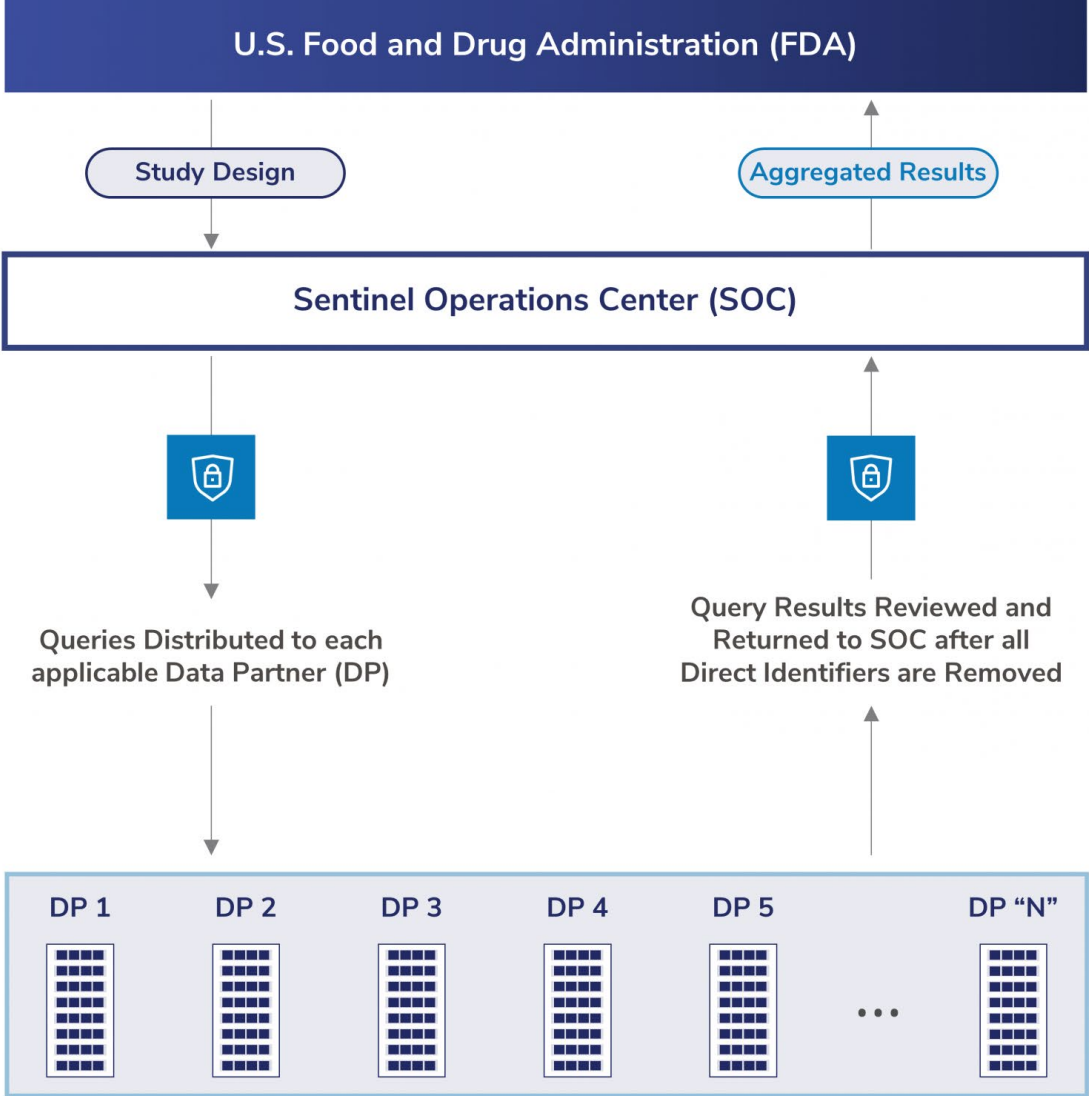 U.S. Food and Drug Administration (FDA)
Study Design
Aggregated Results
Sentinel Operations Center (SOC)
Queries Distributed to each
applicable Data Partner (DP)
Query Results Reviewed and
Returned to SOC after all
Direct Identifiers are Removed
DP 1
DP 2
DP 3
DP 4
DP 5
...
DP “N”